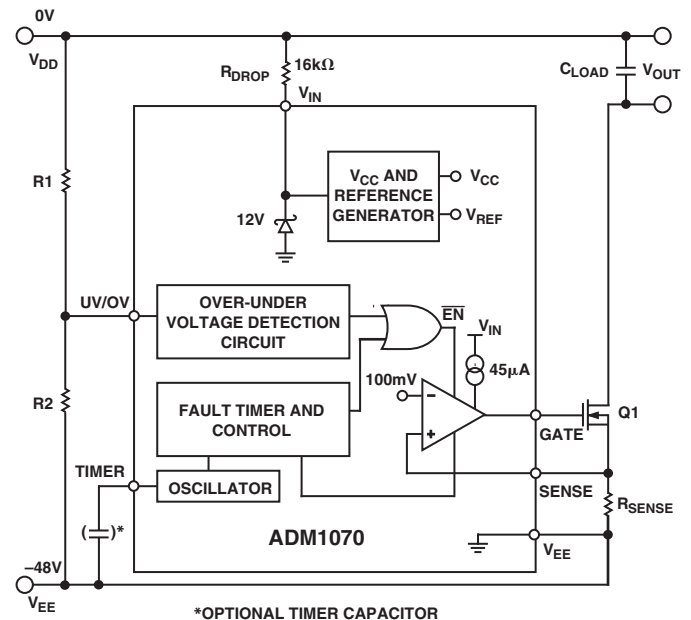 0V
VDD
RDROP
16kΩ
VIN
CLOAD
VOUT
R1
VCC AND
REFERENCE
GENERATOR
VCC
VREF
12V
UV/OV
OVER-UNDER
VOLTAGE DETECTION
CIRCUIT
EN
VIN
45μA
100mV
−
+
Q1
GATE
R2
FAULT TIMER AND
CONTROL
TIMER
OSCILLATOR
SENSE
RSENSE
( )*
ADM1070
VEE
−48V
VEE
*OPTIONAL TIMER CAPACITOR